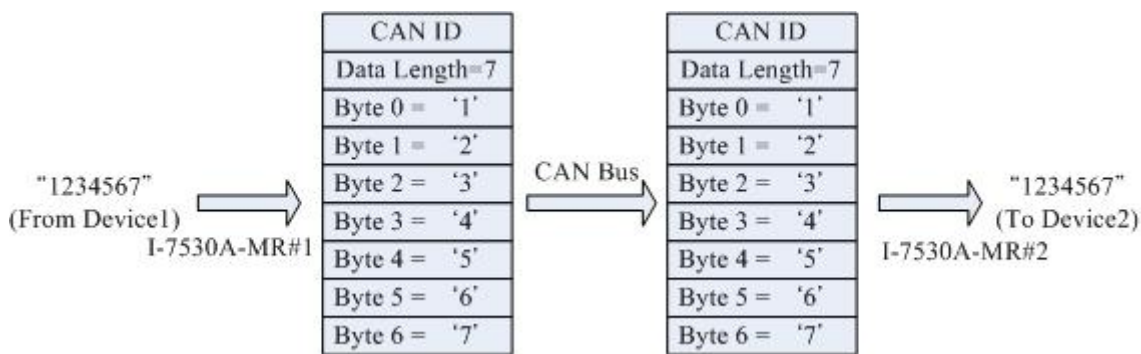 "1234567"
(From Device1)
I-7530A-MR#1
CAN ID
Data Length=7
Byte 0 = ‘1’
Byte 1 = ‘2’
Byte 2 = ‘3’
Byte 3 = ‘4’
Byte 4 = ‘5’
Byte 5 = ‘6’
Byte 6 = ‘7’
CAN Bus
CAN ID
Data Length=7
Byte 0 = ‘1’
Byte 1 = ‘2’
Byte 2 = ‘3’
Byte 3 = ‘4’
Byte 4 = ‘5’
Byte 5 = ‘6’
Byte 6 = ‘7’
I-7530A-MR#2
"1234567"
(To Device2)